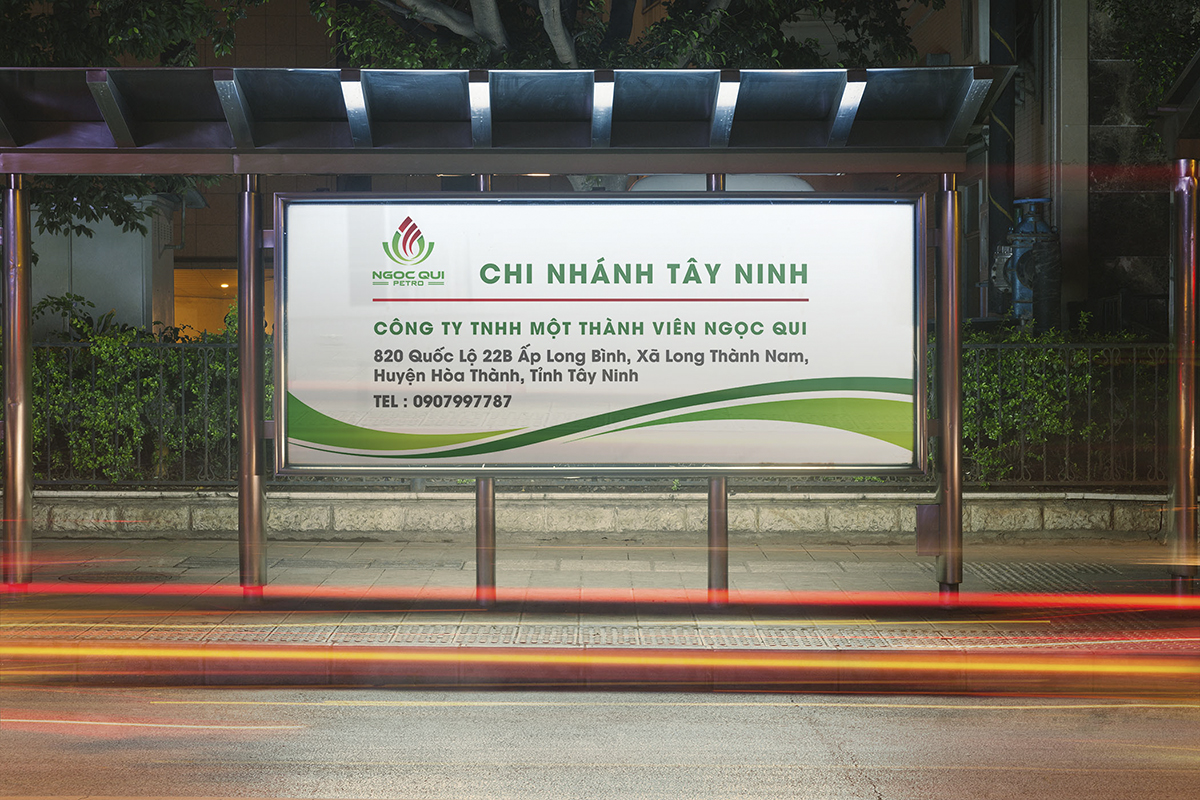 NGỌC QUI
PETRO
CHI NHÁNH TÂY NINH
CÔNG TY TNHH MỘT THÀNH VIÊN NGỌC QUI
820 Quốc Lộ 22B Ấp Long Bình, Xã Long Thành Nam,
Huyện Hòa Thành, Tỉnh Tây Ninh
TEL : 0907997787